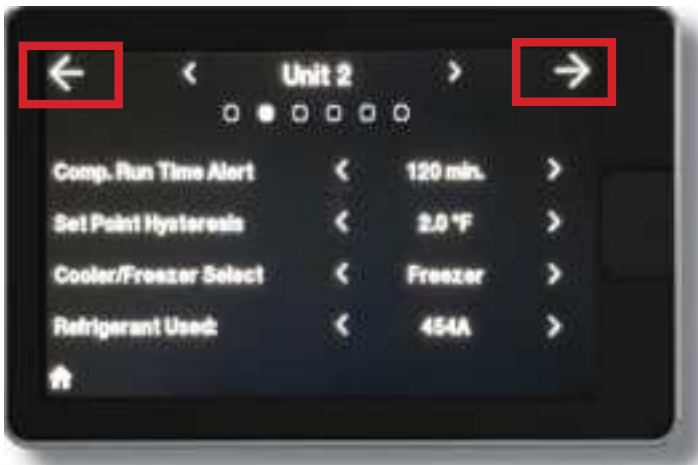 Unit 2
Comp. Run Time Alert 120 min.
Set Point Hysteresis 2.0 °F
Cooler/Freezer Select Freezer
Refrigerant Used: 454A